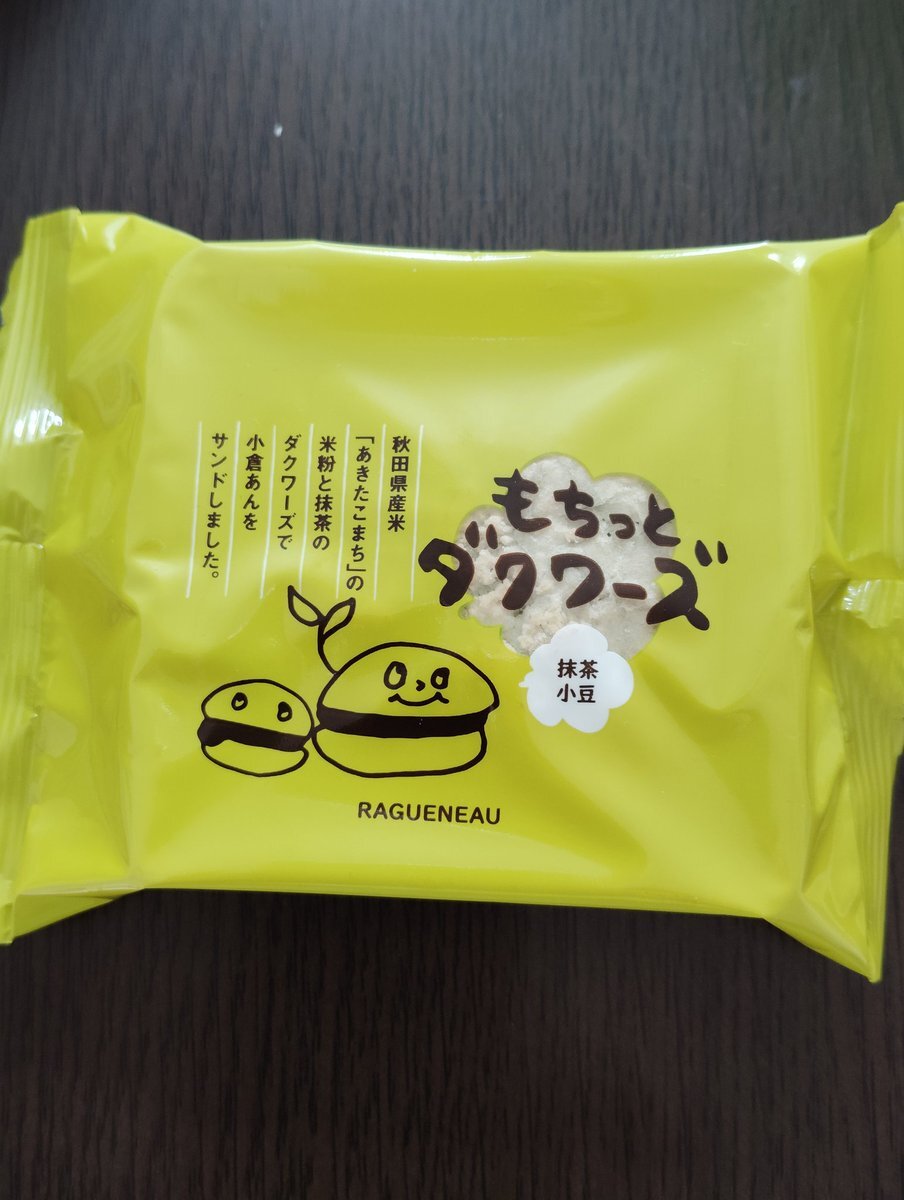 もちっと
ダクワーズ
抹茶
小豆
秋田県産米
「あきたこまち」の
米粉と抹茶の
ダクワーズで
小倉あんを
サンドしました。
RAGUENEAU